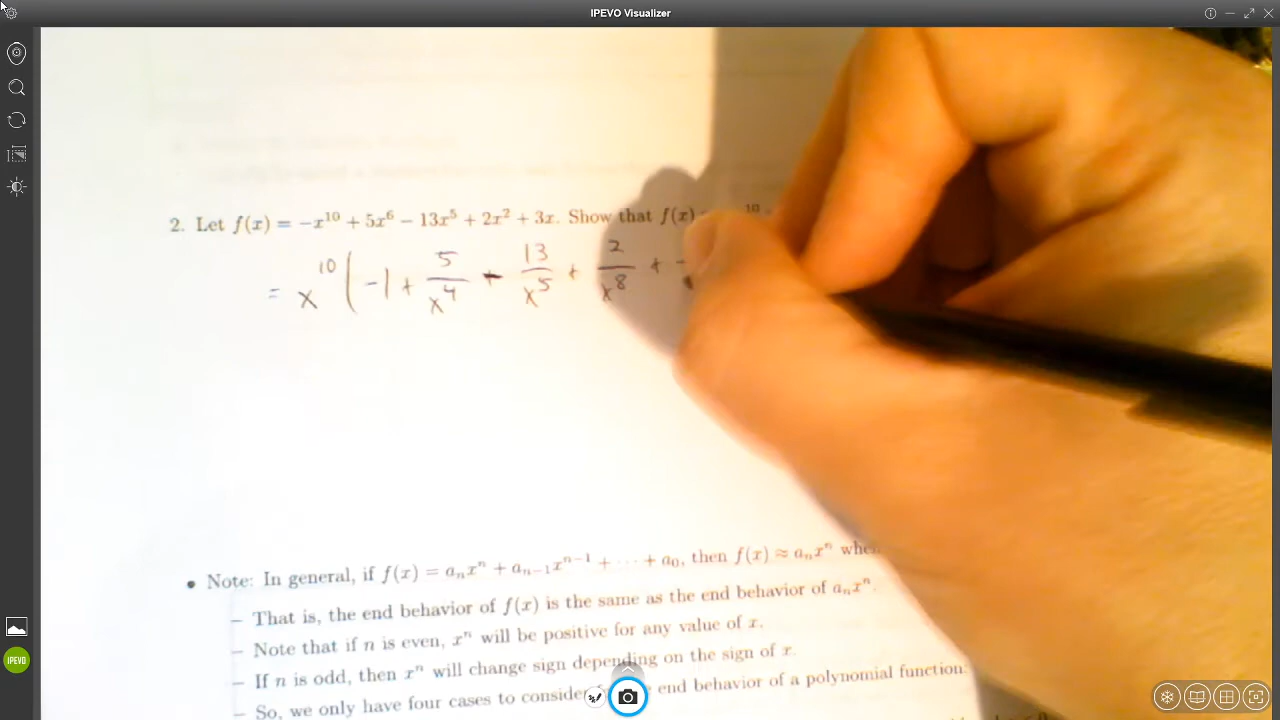 IPEVO Visualizer
2. Let f(x) = −x¹⁰ + 5x⁶ − 13x⁵ + 2x² + 3x. Show that f(x) 10
= x¹⁰ ( −1 + 5/x⁴ − 13/x⁵ + 2/x⁸ +
• Note: In general, if f(x) = aₙxⁿ + aₙ₋₁xⁿ⁻¹ + ··· + a₀, then f(x) ≈ aₙxⁿ
– That is, the end behavior of f(x) is the same as the end behavior of aₙxⁿ.
– Note that if n is even, xⁿ will be positive for any value of x.
– If n is odd, then xⁿ will change sign depending on the sign of x.
– So, we only have four cases to consider end behavior of a polynomial function:
IPEVO